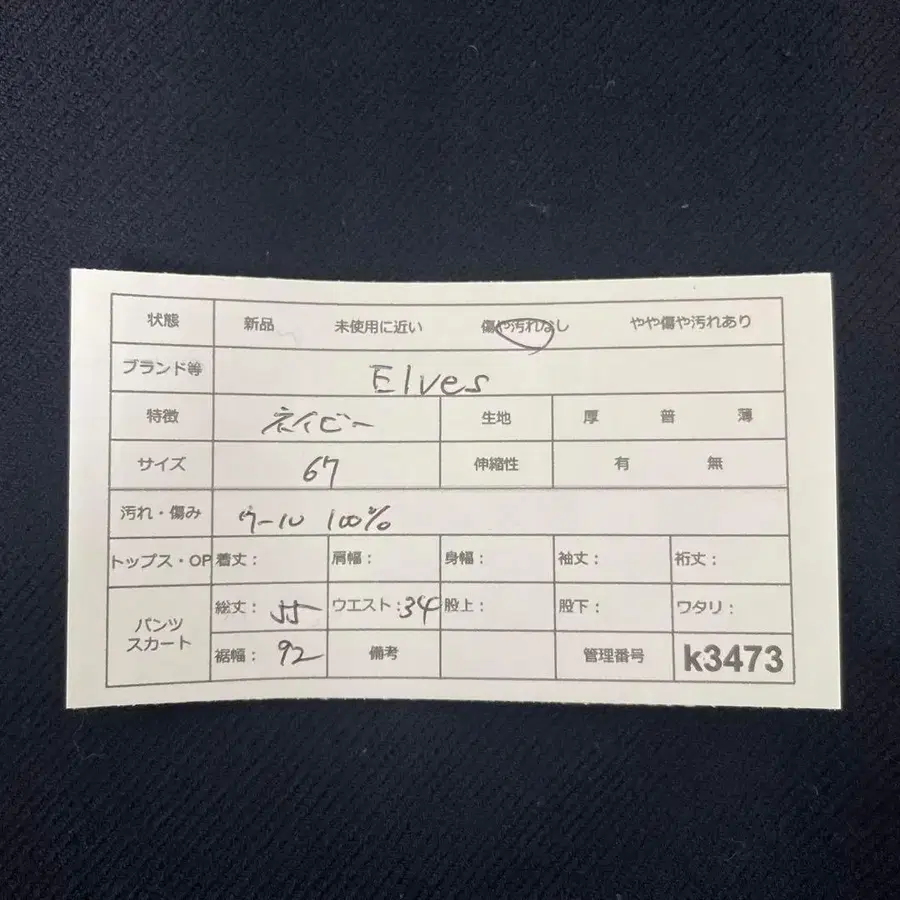 状態 新品 未使用に近い 傷や汚れなし やや傷や汚れあり
ブランド等 Elves
特徴 ネイビー 生地 厚 普 薄
サイズ 67 伸縮性 有 無
汚れ・傷み ウール 100%
トップス・OP 着丈: 肩幅: 身幅: 袖丈: 裄丈:
パンツ スカート 総丈: 55 ウエスト: 34 股上: 股下: ワタリ:
裾幅: 92 備考 管理番号 k3473